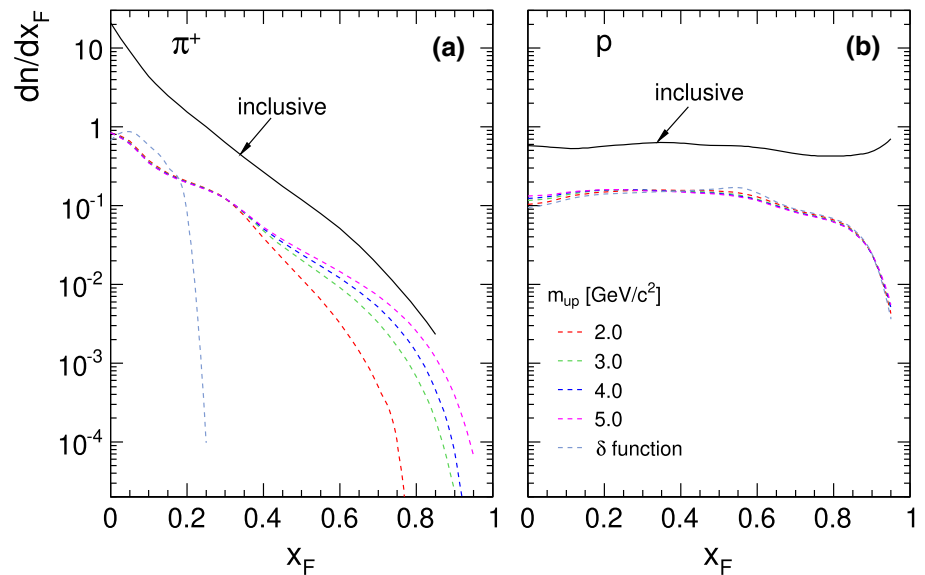 dn/dx_F
π⁺
(a)
inclusive
10
1
10⁻¹
10⁻²
10⁻³
10⁻⁴
0
0.2
0.4
0.6
0.8
1
x_F
p
(b)
inclusive
m_up [GeV/c²]
2.0
3.0
4.0
5.0
δ function
0
0.2
0.4
0.6
0.8
1
x_F